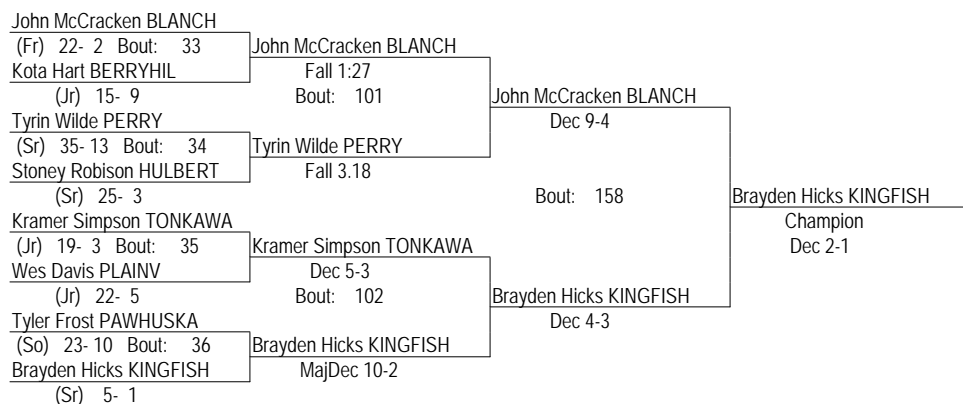 John McCracken BLANCH
(Fr) 22- 2 Bout: 33
Kota Hart BERRYHIL
(Jr) 15- 9
Tyrin Wilde PERRY
(Sr) 35- 13 Bout: 34
Stoney Robison HULBERT
(Sr) 25- 3
Kramer Simpson TONKAWA
(Jr) 19- 3 Bout: 35
Wes Davis PLAINV
(Jr) 22- 5
Tyler Frost PAWHUSKA
(So) 23- 10 Bout: 36
Brayden Hicks KINGFISH
(Sr) 5- 1
John McCracken BLANCH
Fall 1:27
Bout: 101
Tyrin Wilde PERRY
Fall 3.18
Kramer Simpson TONKAWA
Dec 5-3
Bout: 102
Brayden Hicks KINGFISH
MajDec 10-2
John McCracken BLANCH
Dec 9-4
Bout: 158
Brayden Hicks KINGFISH
Dec 4-3
Brayden Hicks KINGFISH
Champion
Dec 2-1